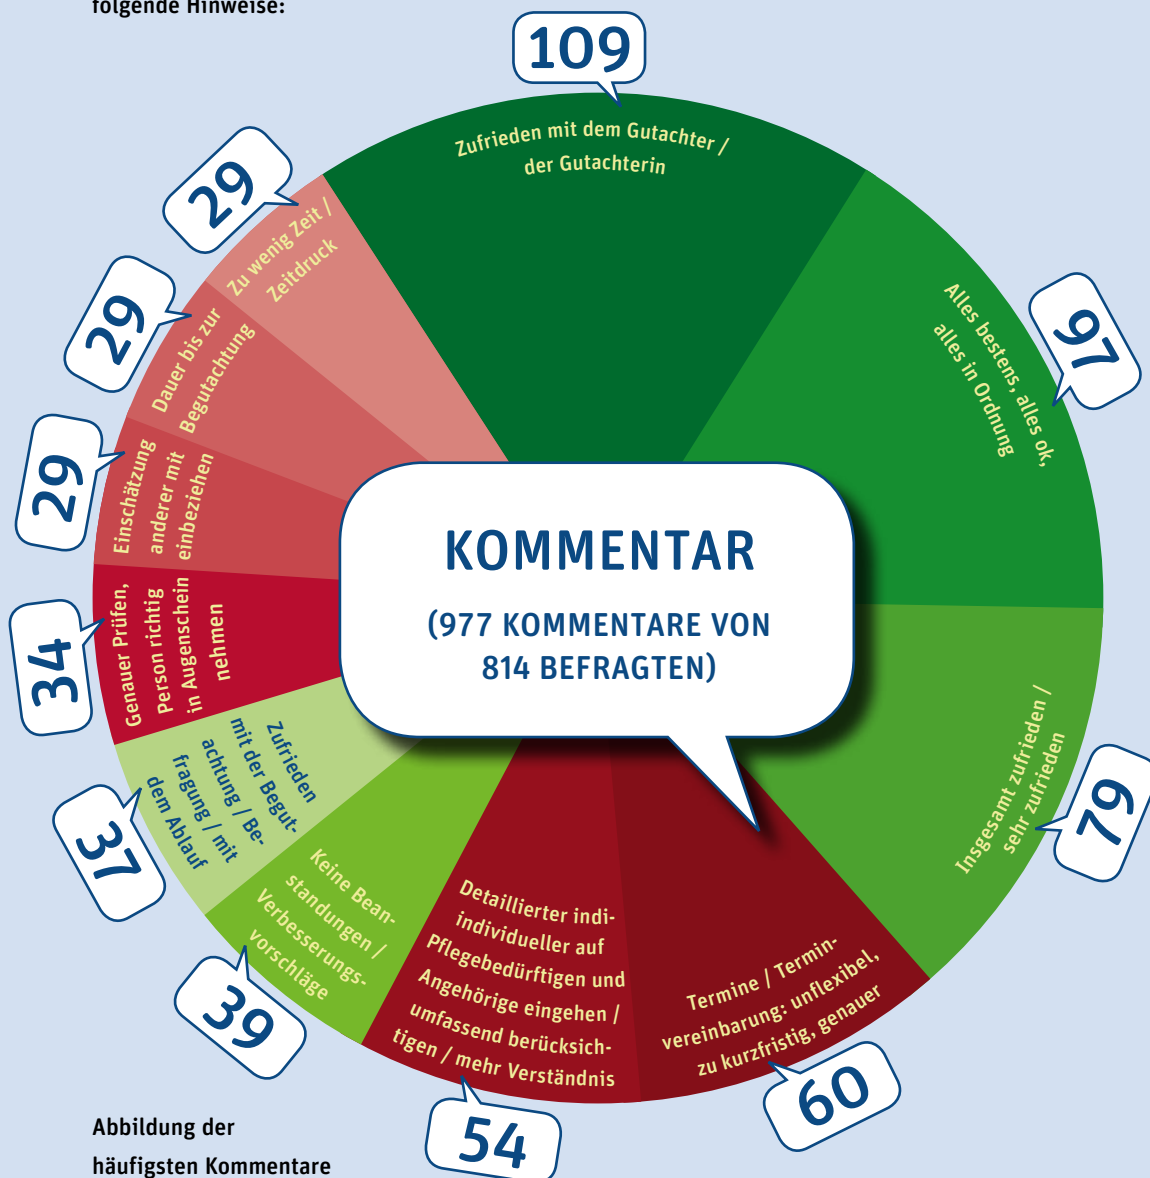 folgende Hinweise:
109
Zufrieden mit dem Gutachter /
der Gutachterin
97
Alles bestens, alles ok,
alles in Ordnung
79
Insgesamt zufrieden /
sehr zufrieden
60
Termine / Termin-
vereinbarung: unflexibel,
zu kurzfristig, genauer
54
Detaillierter indi-
individueller auf
Pflegebedürftigen und
Angehörige eingehen /
umfassend berücksich-
tigen / mehr Verständnis
39
Keine Bean-
standungen /
Verbesserungs-
vorschläge
37
Zufrieden
mit der Begut-
achtung / Be-
fragung / mit
dem Ablauf
34
Genauer Prüfen,
Person richtig
in Augenschein
nehmen
29
Einschätzung
anderer mit
einbeziehen
29
Dauer bis zur
Begutachtung
29
Zu wenig Zeit /
Zeitdruck
KOMMENTAR
(977 KOMMENTARE VON
814 BEFRAGTEN)
Abbildung der
häufigsten Kommentare